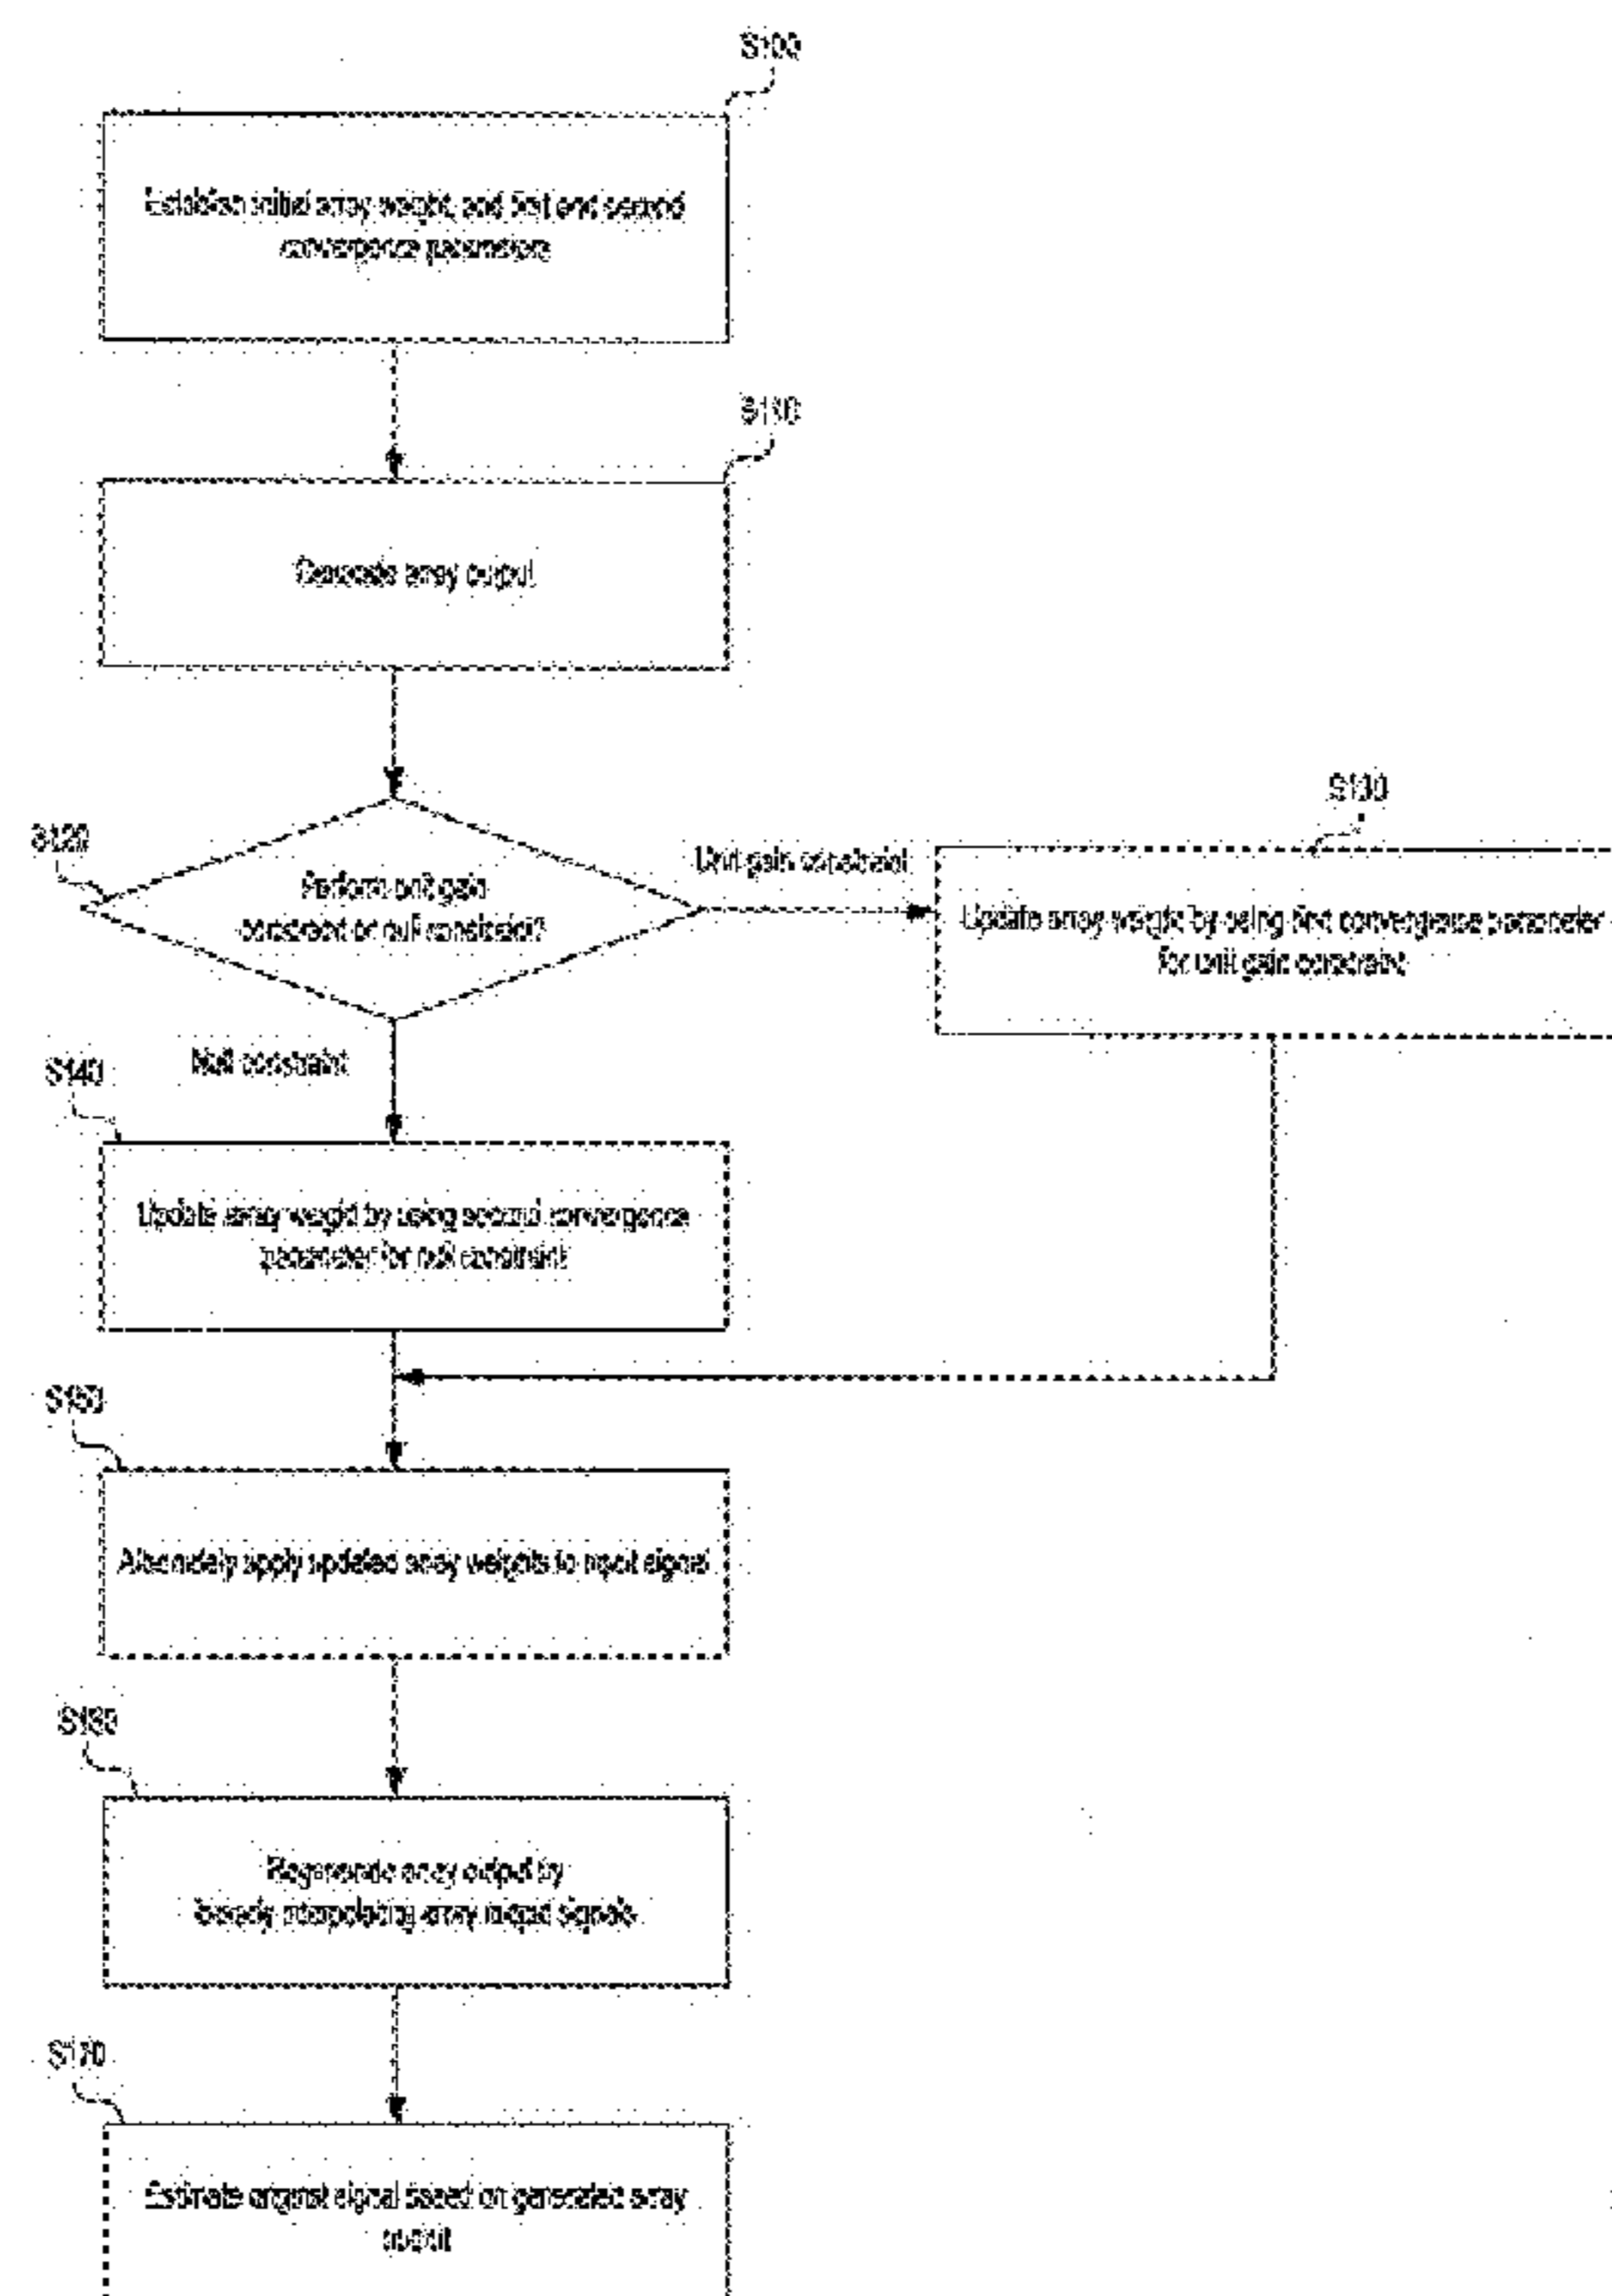 S100
Establish initial array weight, and first and second
convergence parameters
S110
Generate array output
S120
Perform unit gain
constraint or null constraint?
Unit gain constraint
S130
Update array weight by using first convergence parameter
for unit gain constraint
Null constraint
S140
Update array weight by using second convergence
parameter for null constraint
S150
Alternately apply updated array weights to input signal
S160
Regenerate array output by
linearly interpolating array output signals
S170
Estimate original signal based on generated array
output